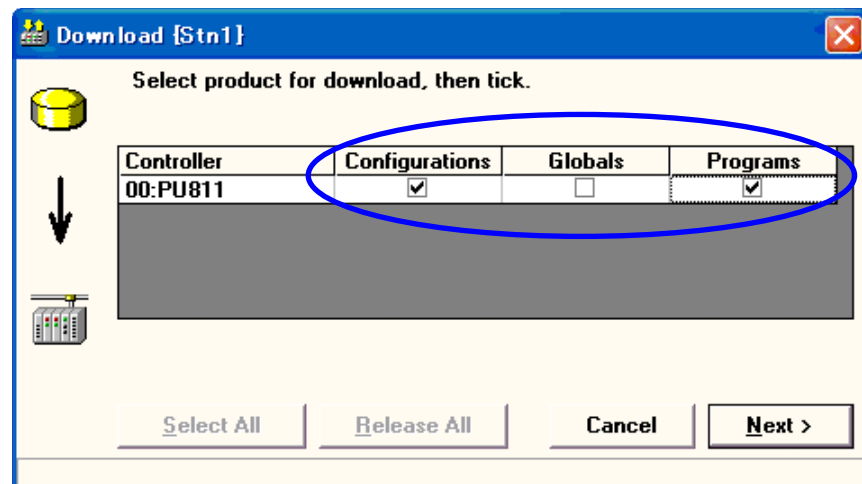 Download {Stn1}
Select product for download, then tick.
Controller Configurations Globals Programs
00:PU811
Select All Release All Cancel Next >